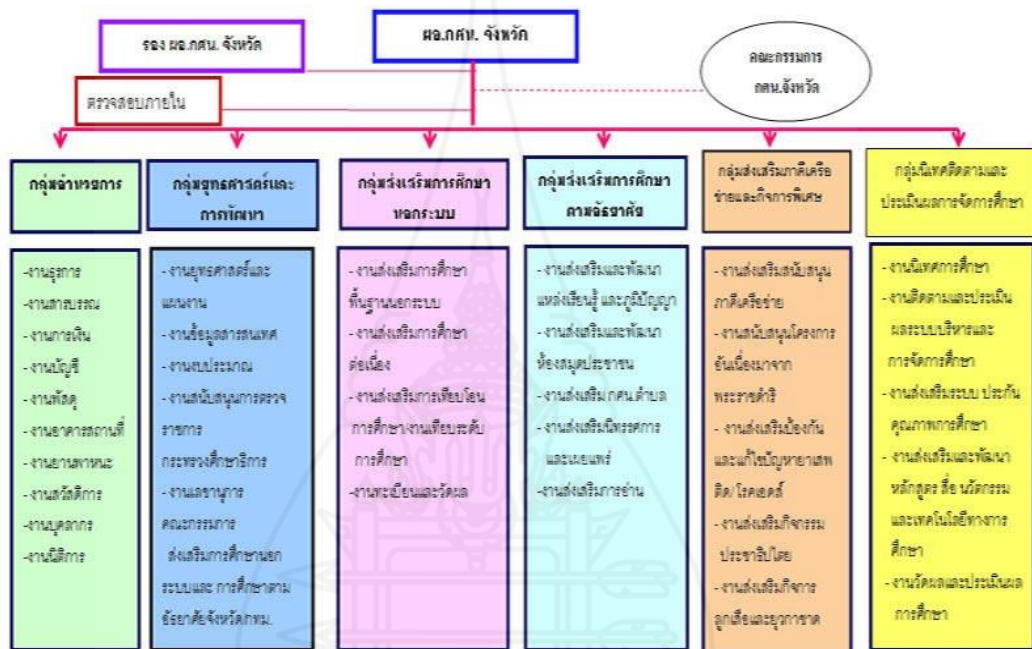 รอง ผอ.กศน. จังหวัด
ผอ.กศน. จังหวัด
คณะกรรมการ
กศน.จังหวัด
ตรวจสอบภายใน
กลุ่มอำนวยการ
-งานธุรการ
-งานสารบรรณ
-งานการเงิน
-งานบัญชี
-งานพัสดุ
-งานอาคารสถานที่
-งานยานพาหนะ
-งานสวัสดิการ
-งานบุคลากร
-งานนิติการ
กลุ่มยุทธศาสตร์และ
การพัฒนา
- งานยุทธศาสตร์และ
แผนงาน
- งานข้อมูลสารสนเทศ
- งานงบประมาณ
- งานสนับสนุนการตรวจ
ราชการ
กระทรวงศึกษาธิการ
- งานเลขานุการ
คณะกรรมการ
ส่งเสริมการศึกษานอก
ระบบและ การศึกษาตาม
อัธยาศัยจังหวัด/กทม.
กลุ่มส่งเสริมการศึกษา
นอกระบบ
- งานส่งเสริมการศึกษา
พื้นฐานนอกระบบ
- งานส่งเสริมการศึกษา
ต่อเนื่อง
- งานส่งเสริมการเทียบโอน
การศึกษา/งานเทียบระดับ
การศึกษา
-งานทะเบียนและวัดผล
กลุ่มส่งเสริมการศึกษา
ตามอัธยาศัย
- งานส่งเสริมและพัฒนา
แหล่งเรียนรู้ และภูมิปัญญา
- งานส่งเสริมและพัฒนา
ห้องสมุดประชาชน
- งานส่งเสริม กศน.ตำบล
- งานส่งเสริมนิทรรศการ
และเผยแพร่
-งานส่งเสริมการอ่าน
กลุ่มส่งเสริมภาคีเครือ
ข่ายและกิจการพิเศษ
- งานส่งเสริมสนับสนุน
ภาคีเครือข่าย
- งานสนับสนุนโครงการ
อันเนื่องมาจาก
พระราชดำริ
- งานส่งเสริมป้องกัน
และแก้ไขปัญหายาเสพ
ติด/ โรคเอดส์
- งานส่งเสริมกิจกรรม
ประชาธิปไตย
- งานส่งเสริมกิจการ
ลูกเสือและยุวกาชาด
กลุ่มนิเทศติดตามและ
ประเมินผลการจัดการศึกษา
-งานนิเทศการศึกษา
-งานติดตามและประเมิน
ผลระบบบริหารและ
การจัดการศึกษา
-งานส่งเสริมระบบ ประกัน
คุณภาพการศึกษา
-งานส่งเสริมและพัฒนา
หลักสูตร สื่อ นวัตกรรม
และเทคโนโลยีทางการ
ศึกษา
-งานวัดผลและประเมินผล
การศึกษา